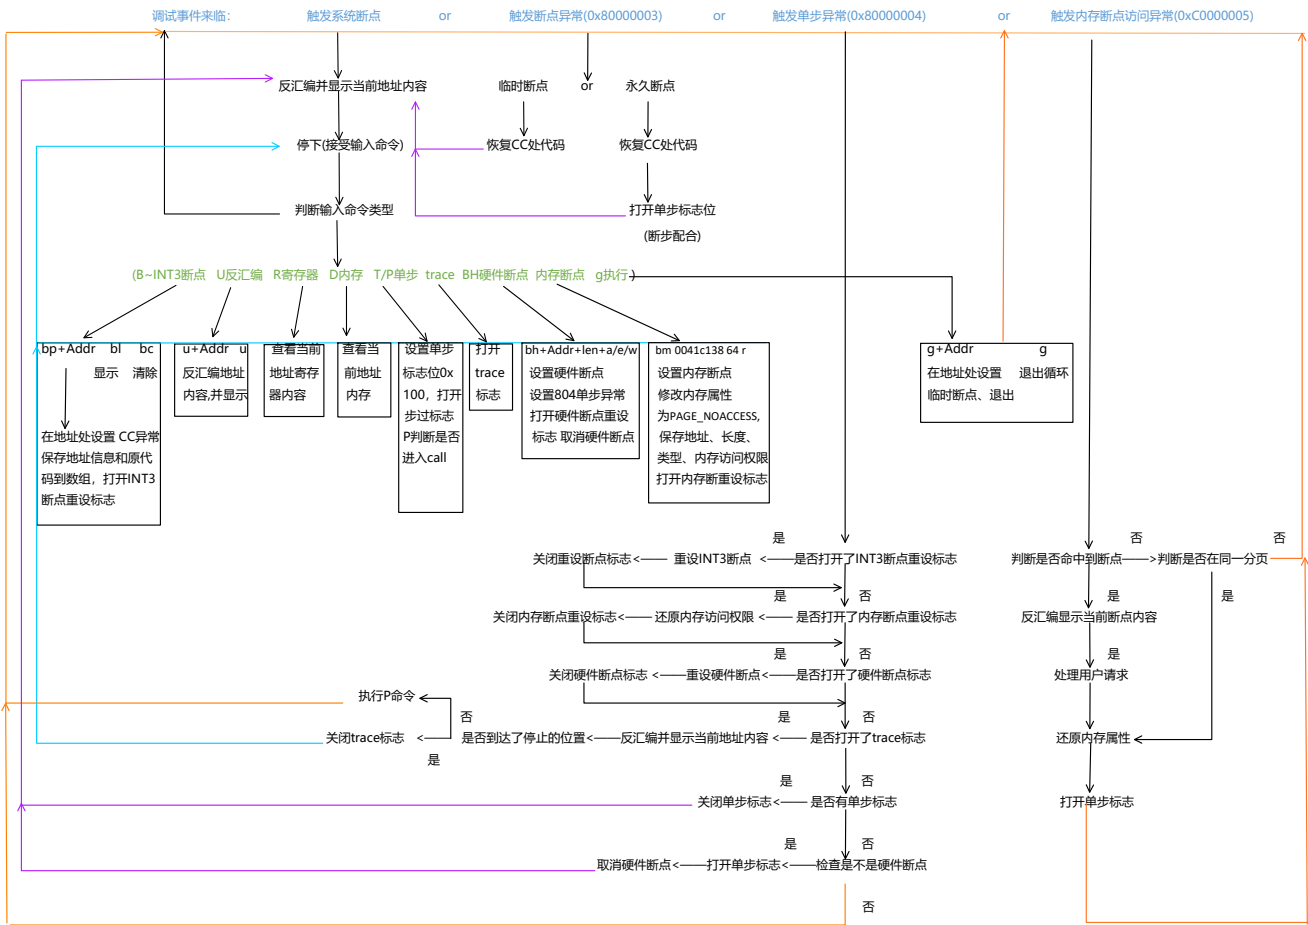 调试事件来临: 触发系统断点 or 触发断点异常(0x80000003) or 触发单步异常(0x80000004) or 触发内存断点访问异常(0xC0000005)
反汇编并显示当前地址内容 临时断点 or 永久断点
停下(接受输入命令) 恢复CC处代码 恢复CC处代码
判断输入命令类型 打开单步标志位
(断步配合)
(B~INT3断点 U反汇编 R寄存器 D内存 T/P单步 trace BH硬件断点 内存断点 g执行 )
bp+Addr bl bc
显示 清除
在地址处设置 CC异常
保存地址信息和原代
码到数组，打开INT3
断点重设标志
u+Addr u
反汇编地址
内容,并显示
查看当前
地址寄存
器内容
查看当
前地址
内存
设置单步
标志位0x
100，打开
步过标志
P判断是否
进入call
打开
trace
标志
bh+Addr+len+a/e/w
设置硬件断点
设置804单步异常
打开硬件断点重设
标志 取消硬件断点
bm 0041c138 64 r
设置内存断点
修改内存属性
为PAGE_NOACCESS,
保存地址、长度、
类型、内存访问权限
打开内存断重设标志
g+Addr g
在地址处设置 退出循环
临时断点、退出
是 否 否
关闭重设断点标志<—— 重设INT3断点 <——是否打开了INT3断点重设标志 判断是否命中到断点——>判断是否在同一分页
是 否 是 是
关闭内存断点重设标志<—— 还原内存访问权限 <—— 是否打开了内存断点重设标志 反汇编显示当前断点内容
是 否 是
关闭硬件断点标志 <——重设硬件断点<——是否打开了硬件断点标志 处理用户请求
执行P命令
否 是 否
关闭trace标志 <—— 是否到达了停止的位置<——反汇编并显示当前地址内容 <—— 是否打开了trace标志 还原内存属性
是
是 否
关闭单步标志<—— 是否有单步标志 打开单步标志
是 否
取消硬件断点<——打开单步标志<——检查是不是硬件断点
否